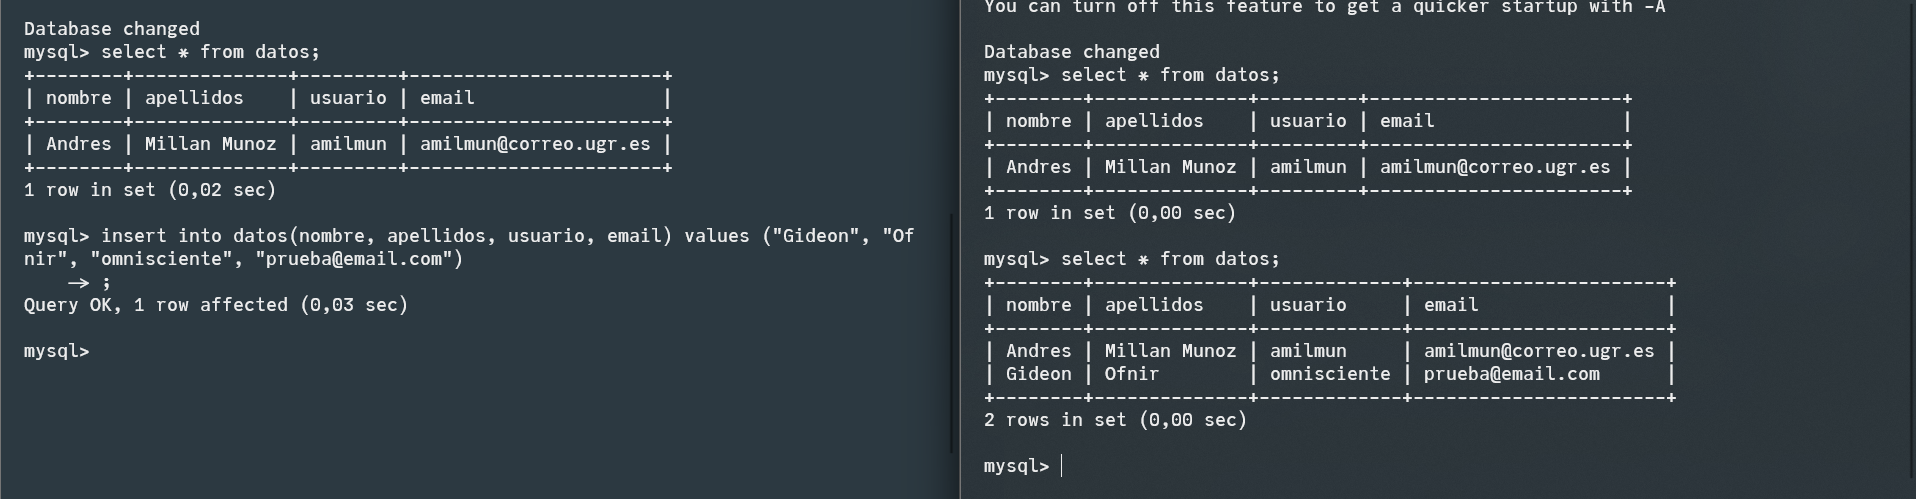 Database changed
mysql> select * from datos;
+--------+--------------+---------+-----------------------+
| nombre | apellidos    | usuario | email                 |
+--------+--------------+---------+-----------------------+
| Andres | Millan Munoz | amilmun | amilmun@correo.ugr.es |
+--------+--------------+---------+-----------------------+
1 row in set (0,02 sec)
mysql> insert into datos(nombre, apellidos, usuario, email) values ("Gideon", "Of
nir", "omnisciente", "prueba@email.com")
    -> ;
Query OK, 1 row affected (0,03 sec)
mysql>
You can turn off this feature to get a quicker startup with -A
Database changed
mysql> select * from datos;
+--------+--------------+---------+-----------------------+
| nombre | apellidos    | usuario | email                 |
+--------+--------------+---------+-----------------------+
| Andres | Millan Munoz | amilmun | amilmun@correo.ugr.es |
+--------+--------------+---------+-----------------------+
1 row in set (0,00 sec)
mysql> select * from datos;
+--------+--------------+-------------+-----------------------+
| nombre | apellidos    | usuario     | email                 |
+--------+--------------+-------------+-----------------------+
| Andres | Millan Munoz | amilmun     | amilmun@correo.ugr.es |
| Gideon | Ofnir        | omnisciente | prueba@email.com      |
+--------+--------------+-------------+-----------------------+
2 rows in set (0,00 sec)
mysql>